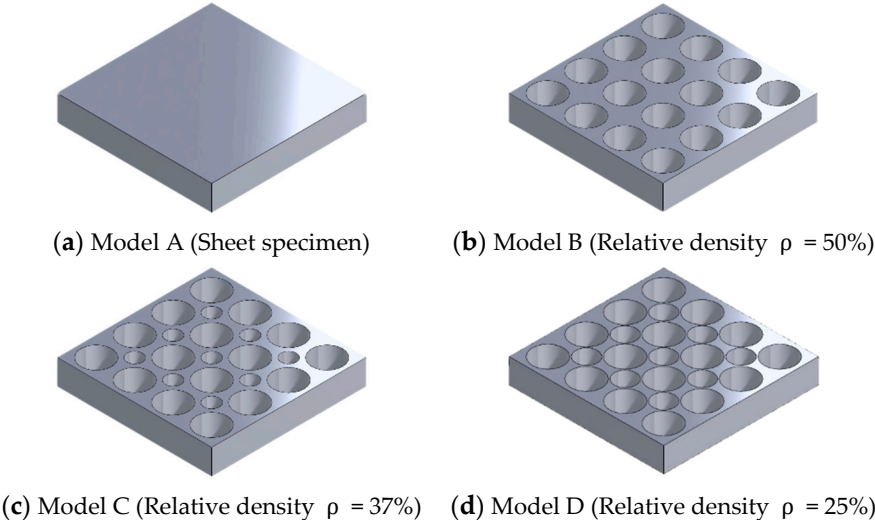 (a) Model A (Sheet specimen)
(b) Model B (Relative density ρ = 50%)
(c) Model C (Relative density ρ = 37%)
(d) Model D (Relative density ρ = 25%)